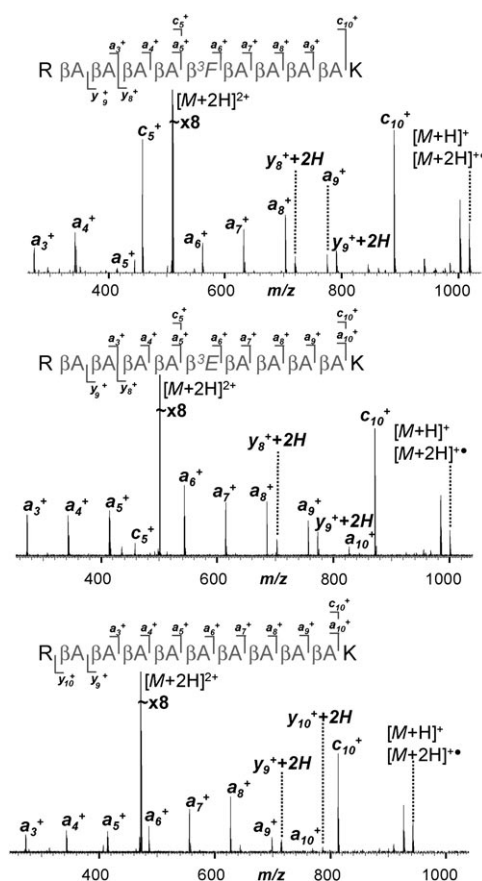 c₁₀⁺
c₅⁺
a₃⁺ a₄⁺ a₅⁺ a₆⁺ a₇⁺ a₈⁺ a₉⁺
R βA βA βA βA β³F βA βA βA βA K
y₉⁺ y₈⁺
[M+2H]²⁺
~x8
c₅⁺ c₁₀⁺ [M+H]⁺
[M+2H]⁺•
y₈⁺+2H
a₉⁺
a₃⁺ a₄⁺ a₅⁺ a₆⁺ a₇⁺ a₈⁺ y₉⁺+2H
400 600 800 1000
m/z
c₅⁺ c₁₀⁺
a₃⁺ a₄⁺ a₅⁺ a₆⁺ a₇⁺ a₈⁺ a₉⁺ a₁₀⁺
R βA βA βA βA β³E βA βA βA βA K
y₉⁺ y₈⁺
[M+2H]²⁺
~x8
c₁₀⁺ [M+H]⁺
[M+2H]⁺•
y₈⁺+2H
a₃⁺ a₄⁺ a₅⁺ c₅⁺ a₆⁺ a₇⁺ a₈⁺ a₉⁺ y₉⁺+2H a₁₀⁺
400 600 800 1000
m/z
c₁₀⁺
a₃⁺ a₄⁺ a₅⁺ a₆⁺ a₇⁺ a₈⁺ a₉⁺ a₁₀⁺
R βA βA βA βA βA βA βA βA βA K
y₁₀⁺ y₉⁺
[M+2H]²⁺
~x8
y₁₀⁺+2H
c₁₀⁺ [M+H]⁺
[M+2H]⁺•
y₉⁺+2H
a₃⁺ a₄⁺ a₅⁺ a₆⁺ a₇⁺ a₈⁺ a₉⁺ a₁₀⁺
200 400 600 800 1000
m/z